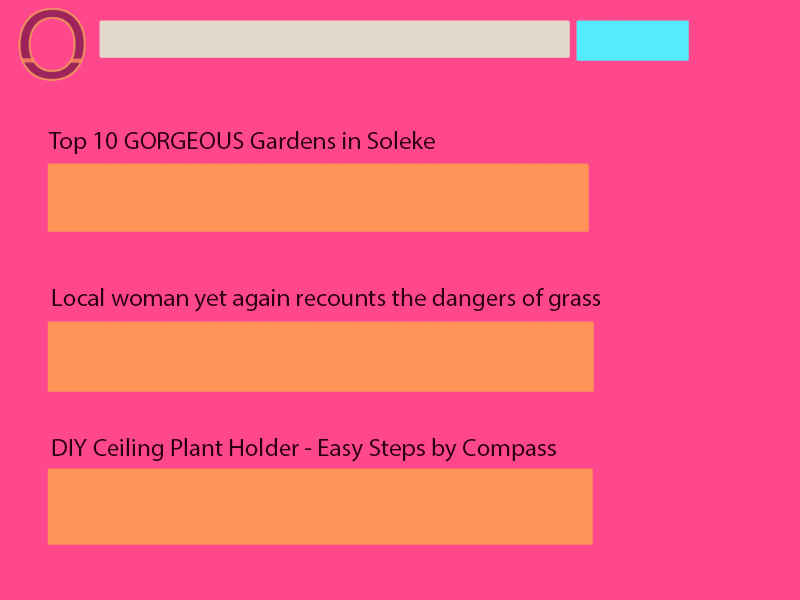 Top 10 GORGEOUS Gardens in Soleke
Local woman yet again recounts the dangers of grass
DIY Ceiling Plant Holder - Easy Steps by Compass